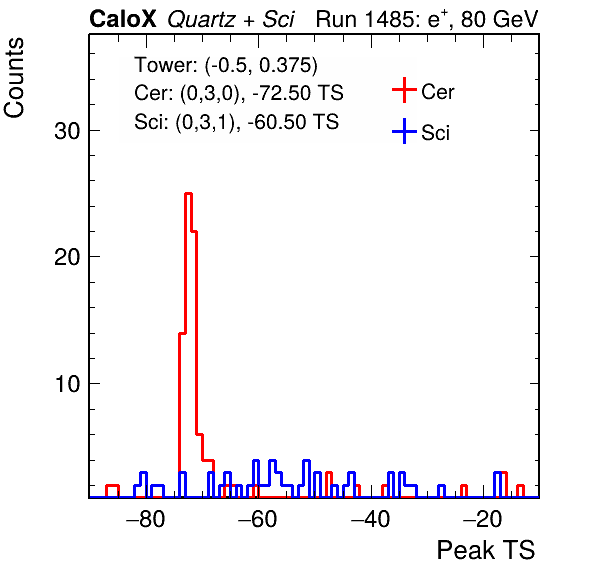 CaloX Quartz + Sci Run 1485: e⁺, 80 GeV
Tower: (-0.5, 0.375)
Cer: (0,3,0), -72.50 TS
Sci: (0,3,1), -60.50 TS
Cer
Sci
Counts
30
20
10
−80 −60 −40 −20
Peak TS